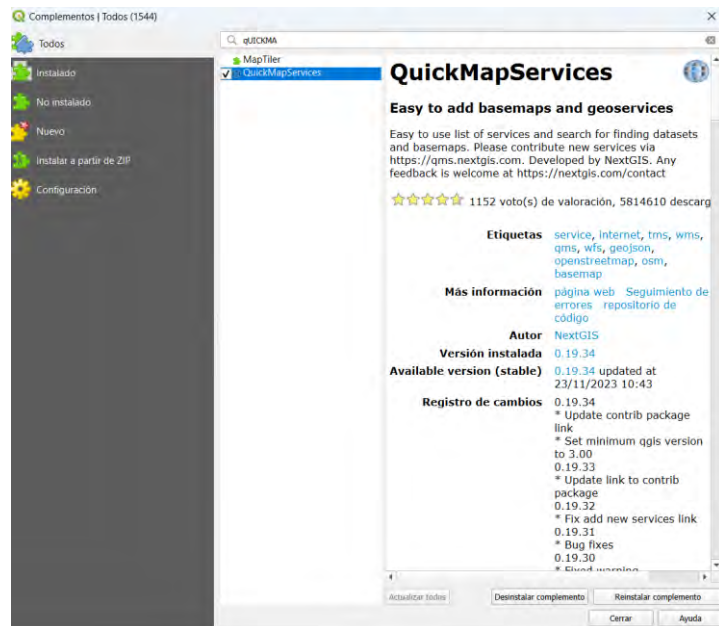 Complementos | Todos (1544)
Todos
Instalado
No instalado
Nuevo
Instalar a partir de ZIP
Configuración
qUICKMA
MapTiler
QuickMapServices
QuickMapServices
Easy to add basemaps and geoservices
Easy to use list of services and search for finding datasets
and basemaps. Please contribute new services via
https://qms.nextgis.com. Developed by NextGIS. Any
feedback is welcome at https://nextgis.com/contact
1152 voto(s) de valoración, 5814610 descarg
Etiquetas service, internet, tms, wms,
qms, wfs, geojson,
openstreetmap, osm,
basemap
Más información página web Seguimiento de
errores repositorio de
código
Autor NextGIS
Versión instalada 0.19.34
Available version (stable) 0.19.34 updated at
23/11/2023 10:43
Registro de cambios 0.19.34
* Update contrib package
link
* Set minimum qgis version
to 3.00
0.19.33
* Update link to contrib
package
0.19.32
* Fix add new services link
0.19.31
* Bug fixes
0.19.30
* Fixed warning
Actualizar todos
Desinstalar complemento
Reinstalar complemento
Cerrar
Ayuda